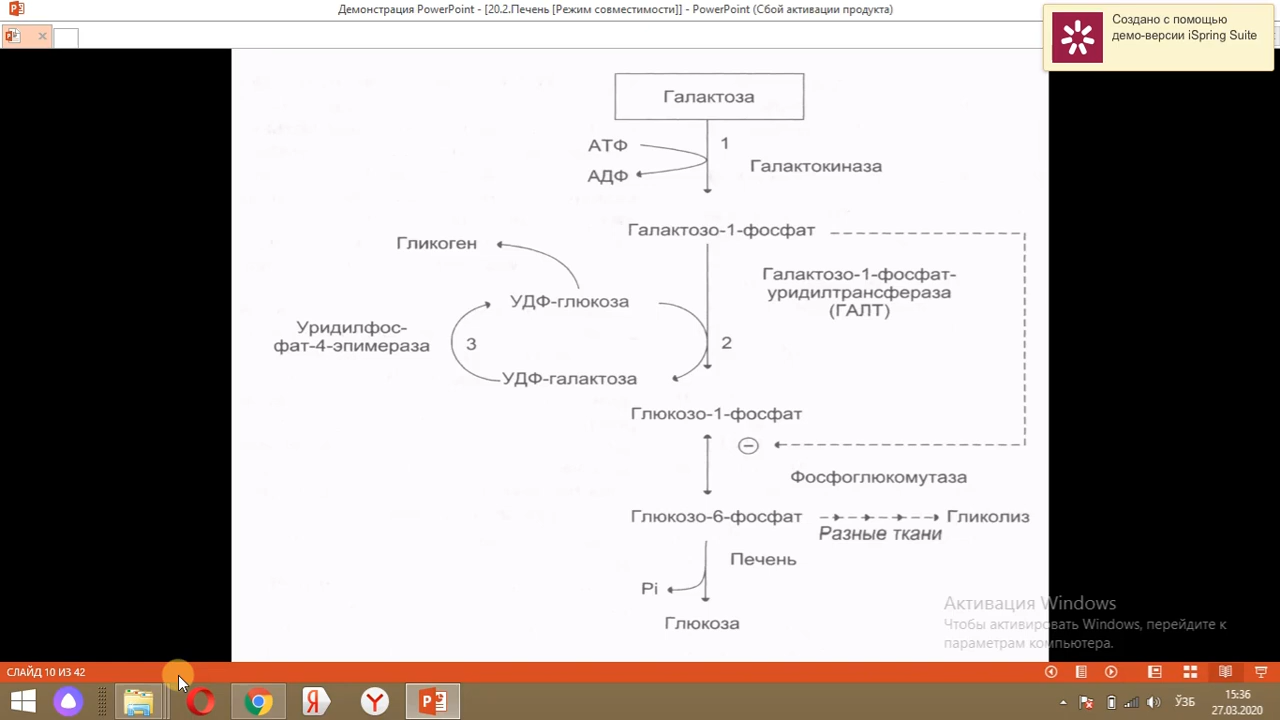 Демонстрация PowerPoint - [20.2.Печень [Режим совместимости]] - PowerPoint (Сбой активации продукта)
Создано с помощью
демо-версии iSpring Suite
Галактоза
АТФ
1
Галактокиназа
АДФ
Галактозо-1-фосфат
Гликоген
Галактозо-1-фосфат-
уридилтрансфераза
(ГАЛТ)
УДФ-глюкоза
Уридилфос-
фат-4-эпимераза
3
2
УДФ-галактоза
Глюкозо-1-фосфат
−
Фосфоглюкомутаза
Глюкозо-6-фосфат
Гликолиз
Разные ткани
Печень
Pi
Глюкоза
Активация Windows
Чтобы активировать Windows, перейдите к
параметрам компьютера.
СЛАЙД 10 ИЗ 42
ЎЗБ
15:36
27.03.2020